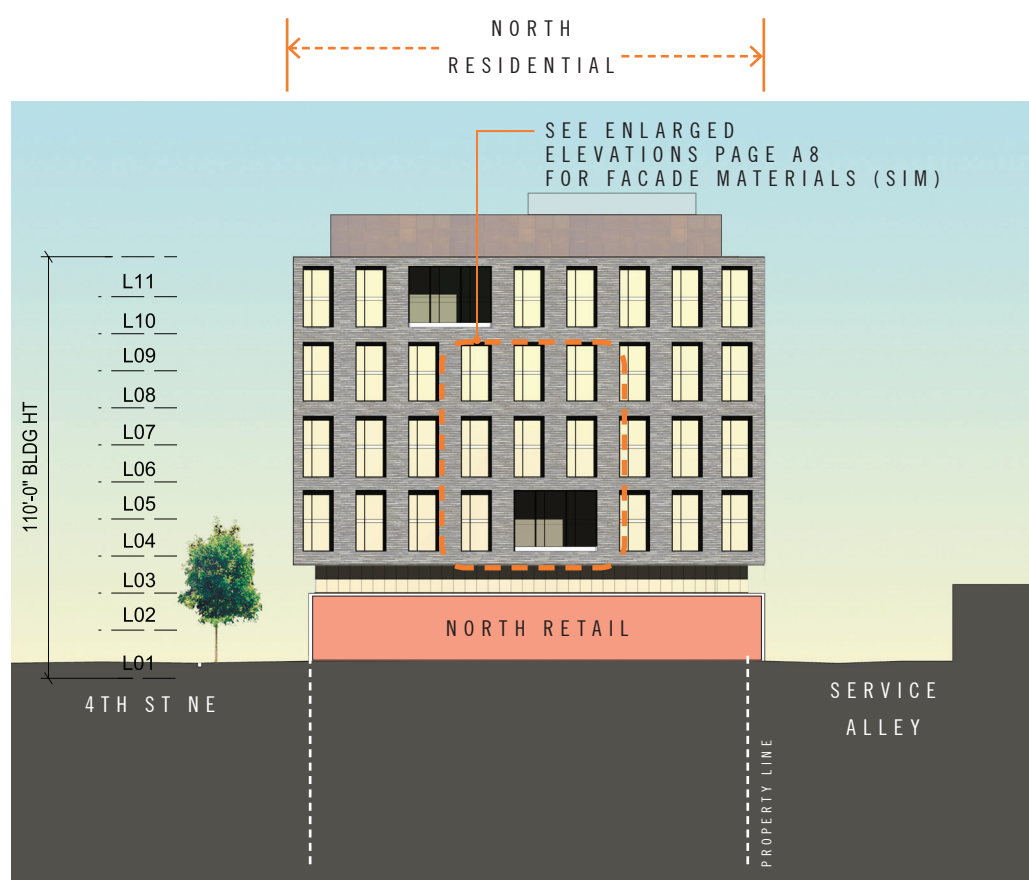 NORTH
RESIDENTIAL
SEE ENLARGED
ELEVATIONS PAGE A8
FOR FACADE MATERIALS (SIM)
L11
L10
L09
L08
L07
L06
L05
L04
L03
L02
L01
110'-0" BLDG HT
NORTH RETAIL
4TH ST NE
SERVICE
ALLEY
PROPERTY LINE